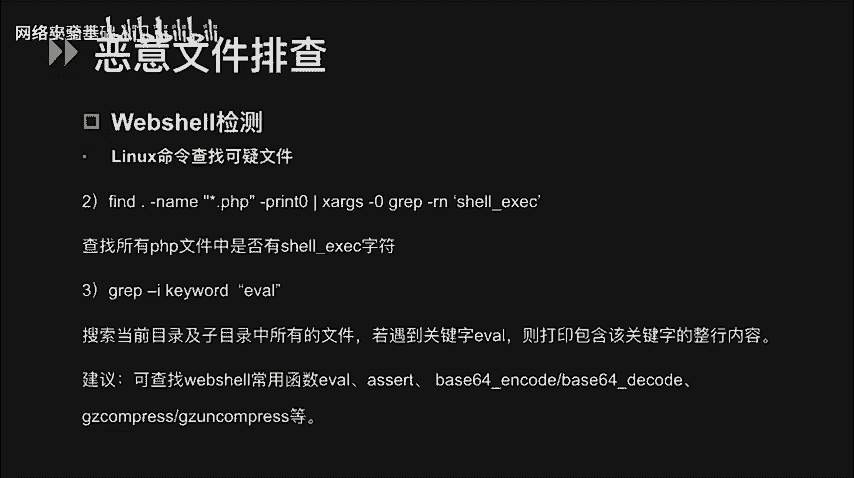 网络安全基础入门
恶意文件排查
Webshell检测
· Linux命令查找可疑文件
2）find . -name "*.php” -print0 | xargs -0 grep -rn ‘shell_exec’
查找所有php文件中是否有shell_exec字符
3）grep –i keyword “eval”
搜索当前目录及子目录中所有的文件，若遇到关键字eval，则打印包含该关键字的整行内容。
建议：可查找webshell常用函数eval、assert、 base64_encode/base64_decode、
gzcompress/gzuncompress等。